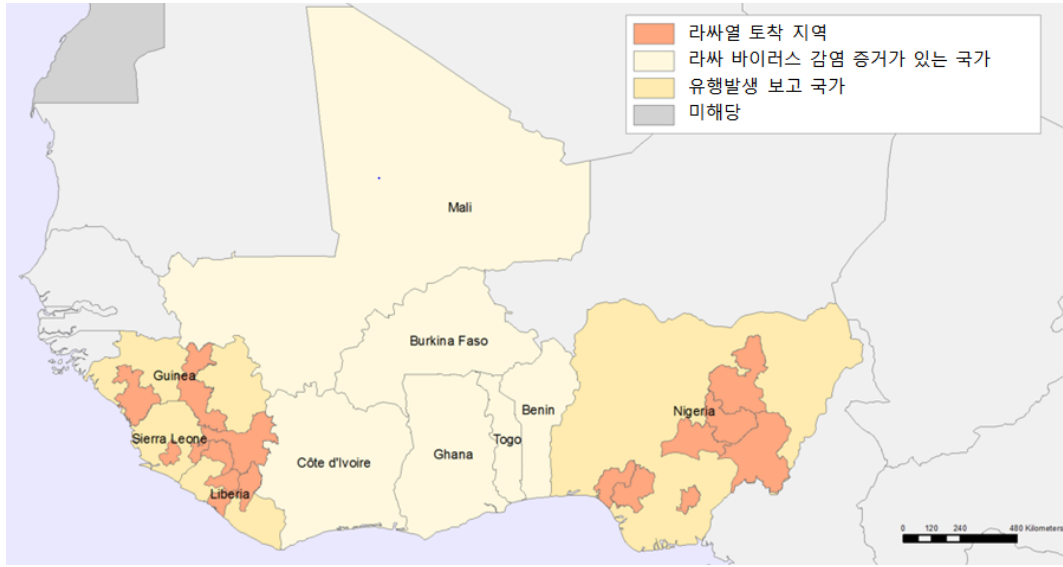 라싸열 토착 지역
라싸 바이러스 감염 증거가 있는 국가
유행발생 보고 국가
미해당
Mali
Burkina Faso
Guinea
Benin
Nigeria
Sierra Leone
Togo
Ghana
Côte d'Ivoire
Liberia
0 120 240 480 Kilometers